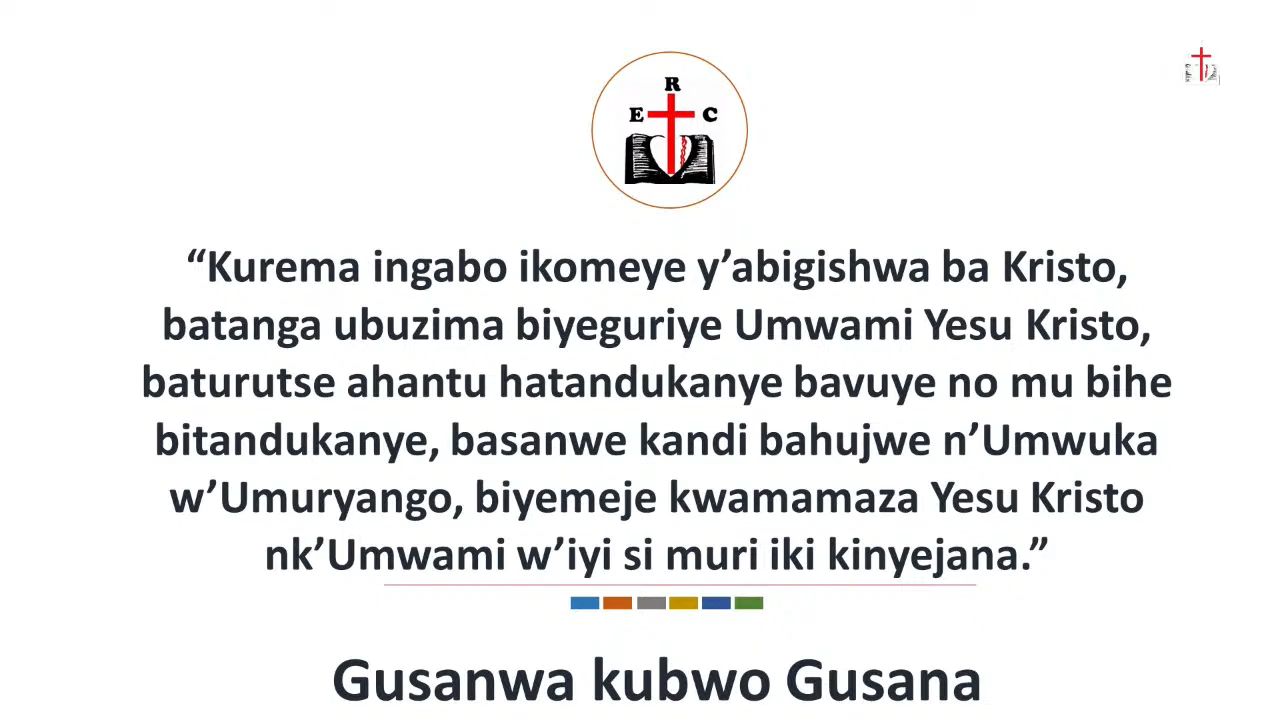 R
E C
“Kurema ingabo ikomeye y’abigishwa ba Kristo,
batanga ubuzima biyeguriye Umwami Yesu Kristo,
baturutse ahantu hatandukanye bavuye no mu bihe
bitandukanye, basanwe kandi bahujwe n’Umwuka
w’Umuryango, biyemeje kwamamaza Yesu Kristo
nk’Umwami w’iyi si muri iki kinyejana.”
Gusanwa kubwo Gusana